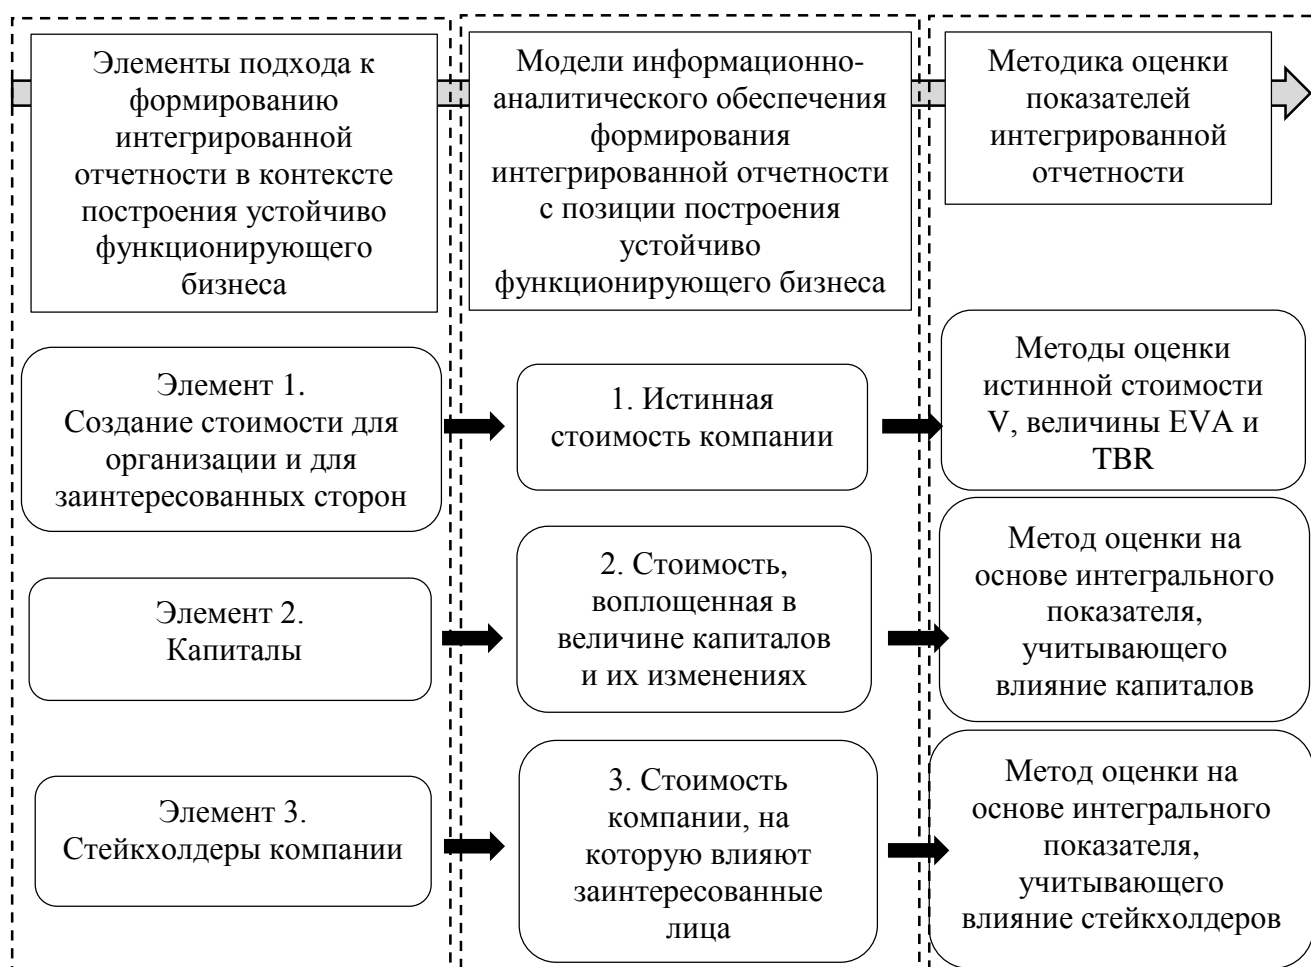 Элементы подхода к
формированию
интегрированной
отчетности в контексте
построения устойчиво
функционирующего
бизнеса
Модели информационно-
аналитического обеспечения
формирования
интегрированной отчетности
с позиции построения
устойчиво
функционирующего бизнеса
Методика оценки
показателей
интегрированной
отчетности
Элемент 1.
Создание стоимости для
организации и для
заинтересованных сторон
1. Истинная
стоимость компании
Методы оценки
истинной стоимости
V, величины EVA и
TBR
Элемент 2.
Капиталы
2. Стоимость,
воплощенная в
величине капиталов
и их изменениях
Метод оценки на
основе интегрального
показателя,
учитывающего
влияние капиталов
Элемент 3.
Стейкхолдеры компании
3. Стоимость
компании, на
которую влияют
заинтересованные
лица
Метод оценки на
основе интегрального
показателя,
учитывающего
влияние стейкхолдеров